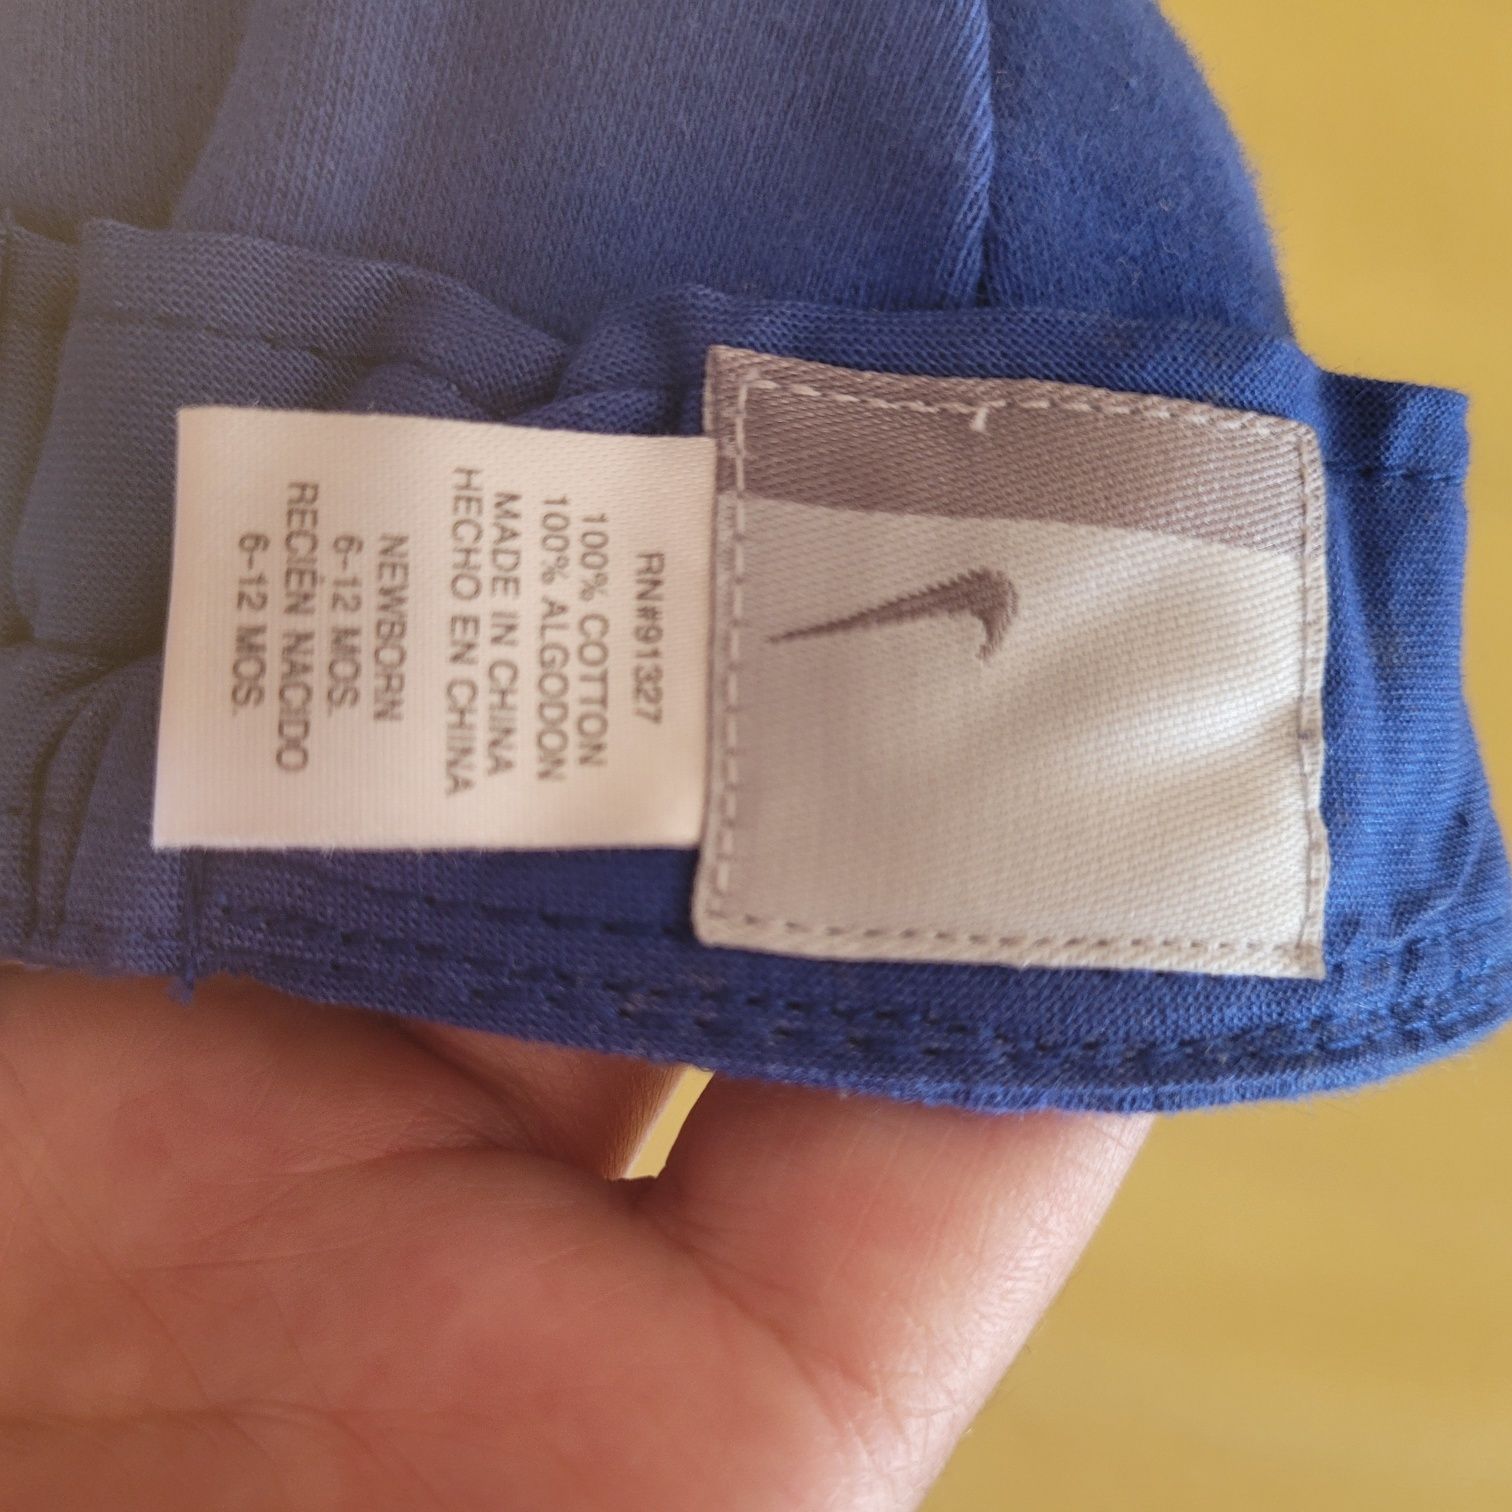 RN#91327
100% COTTON
100% ALGODON
MADE IN CHINA
HECHO EN CHINA
NEWBORN
6-12 MOS.
RECIÉN NACIDO
6-12 MOS.